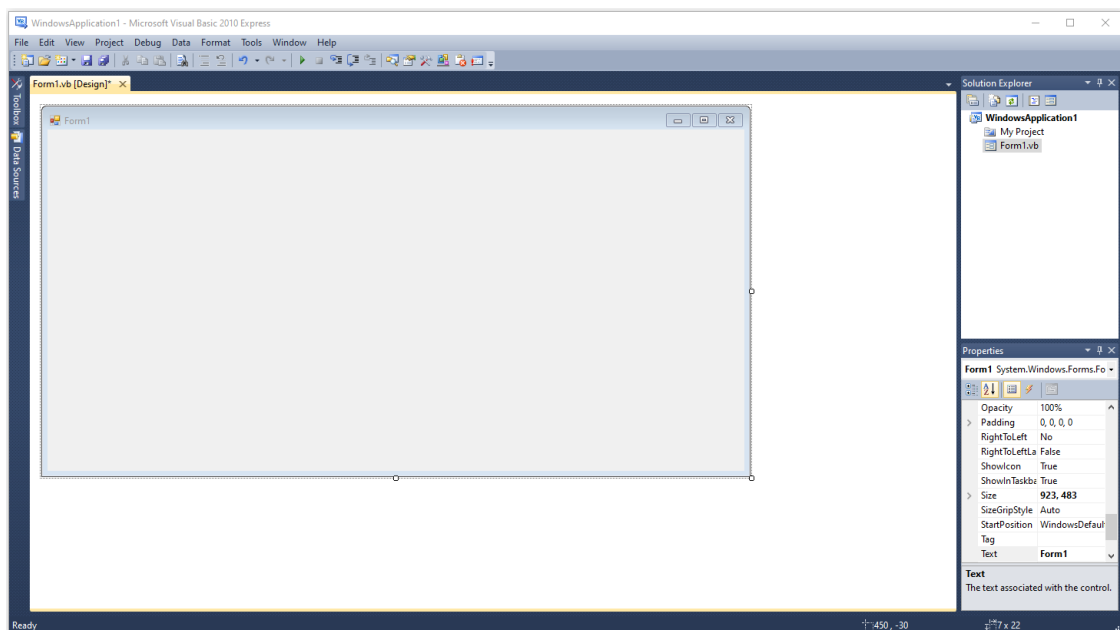 WindowsApplication1 - Microsoft Visual Basic 2010 Express
File Edit View Project Debug Data Format Tools Window Help
Form1.vb [Design]*
Toolbox
Data Sources
Form1
Solution Explorer
WindowsApplication1
My Project
Form1.vb
Properties
Form1 System.Windows.Forms.Fo
Opacity 100%
Padding 0, 0, 0, 0
RightToLeft No
RightToLeftLa False
ShowIcon True
ShowInTaskba True
Size 923, 483
SizeGripStyle Auto
StartPosition WindowsDefault
Tag
Text Form1
Text
The text associated with the control.
Ready
450 , -30
7 x 22